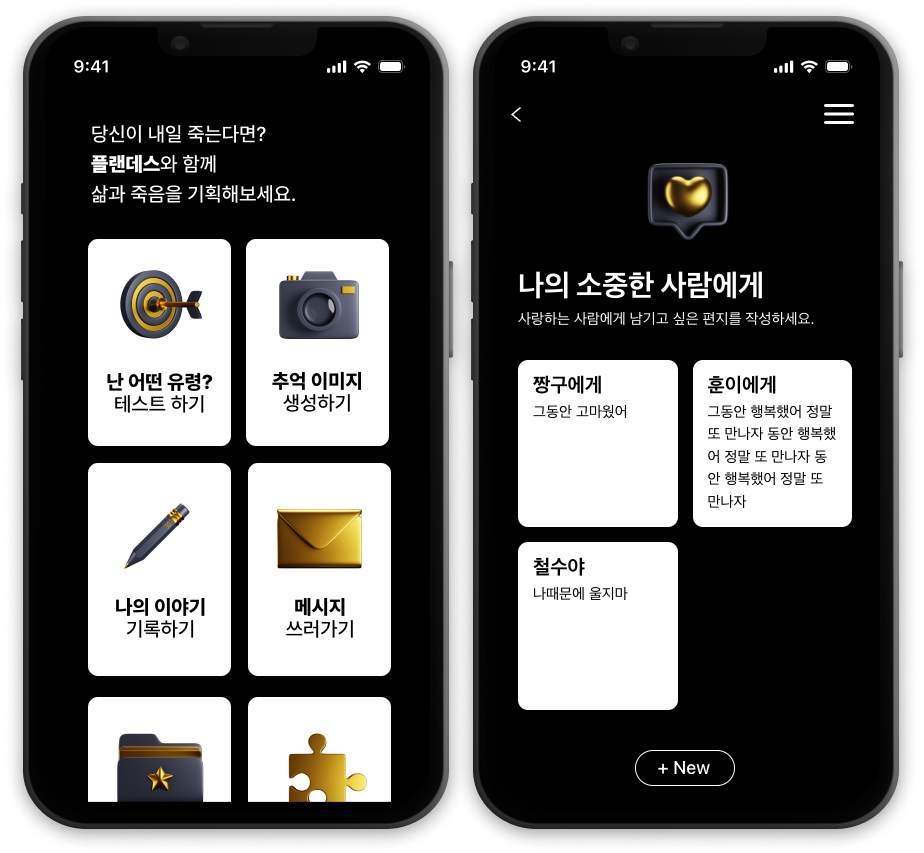 9:41
당신이 내일 죽는다면?
플랜데스와 함께
삶과 죽음을 기획해보세요.
난 어떤 유령?
테스트 하기
추억 이미지
생성하기
나의 이야기
기록하기
메시지
쓰러가기
9:41
나의 소중한 사람에게
사랑하는 사람에게 남기고 싶은 편지를 작성하세요.
짱구에게
그동안 고마웠어
훈이에게
그동안 행복했어 정말
또 만나자 동안 행복했
어 정말 또 만나자 동
안 행복했어 정말 또
만나자
철수야
나때문에 울지마
+ New